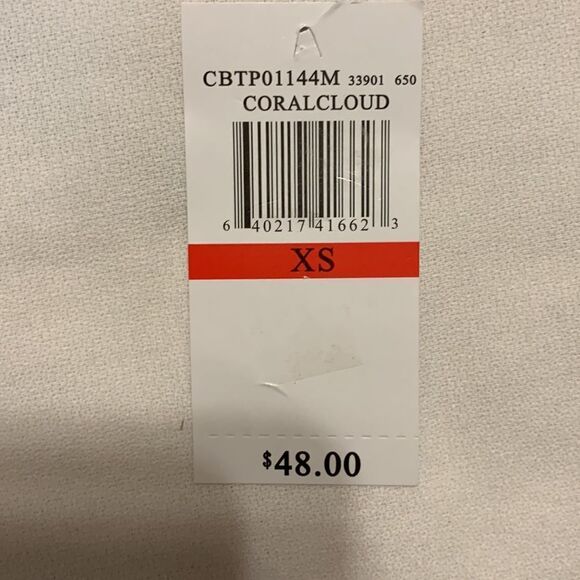 CBTP01144M 33901 650
CORALCLOUD
6 40217 41662 3
XS
$48.00